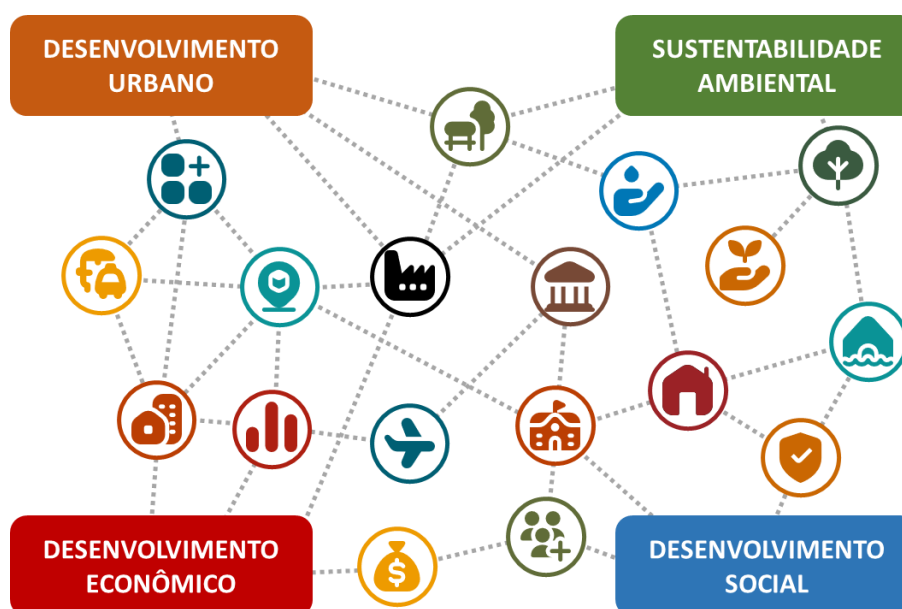 DESENVOLVIMENTO
URBANO
SUSTENTABILIDADE
AMBIENTAL
$
DESENVOLVIMENTO
ECONÔMICO
DESENVOLVIMENTO
SOCIAL